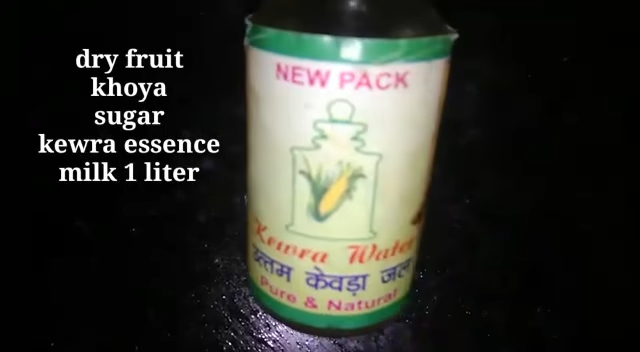 dry fruit
khoya
sugar
kewra essence
milk 1 liter
NEW PACK
Kewra Water
उत्तम केवड़ा जल
Pure & Natural